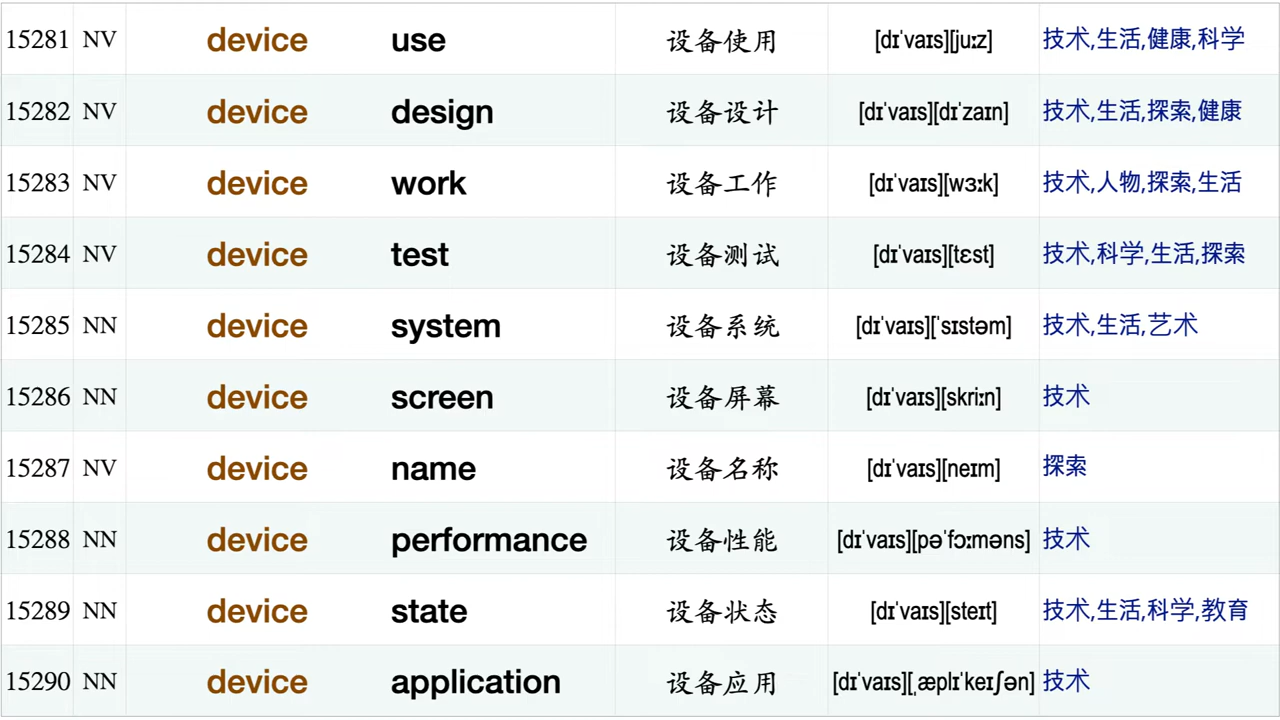 15281 NV device use 设备使用 [dɪˈvaɪs][juːz] 技术,生活,健康,科学
15282 NV device design 设备设计 [dɪˈvaɪs][dɪˈzaɪn] 技术,生活,探索,健康
15283 NV device work 设备工作 [dɪˈvaɪs][wɜːk] 技术,人物,探索,生活
15284 NV device test 设备测试 [dɪˈvaɪs][tɛst] 技术,科学,生活,探索
15285 NN device system 设备系统 [dɪˈvaɪs][ˈsɪstəm] 技术,生活,艺术
15286 NN device screen 设备屏幕 [dɪˈvaɪs][skriːn] 技术
15287 NV device name 设备名称 [dɪˈvaɪs][neɪm] 探索
15288 NN device performance 设备性能 [dɪˈvaɪs][pəˈfɔːməns] 技术
15289 NN device state 设备状态 [dɪˈvaɪs][steɪt] 技术,生活,科学,教育
15290 NN device application 设备应用 [dɪˈvaɪs][ˌæplɪˈkeɪʃən] 技术